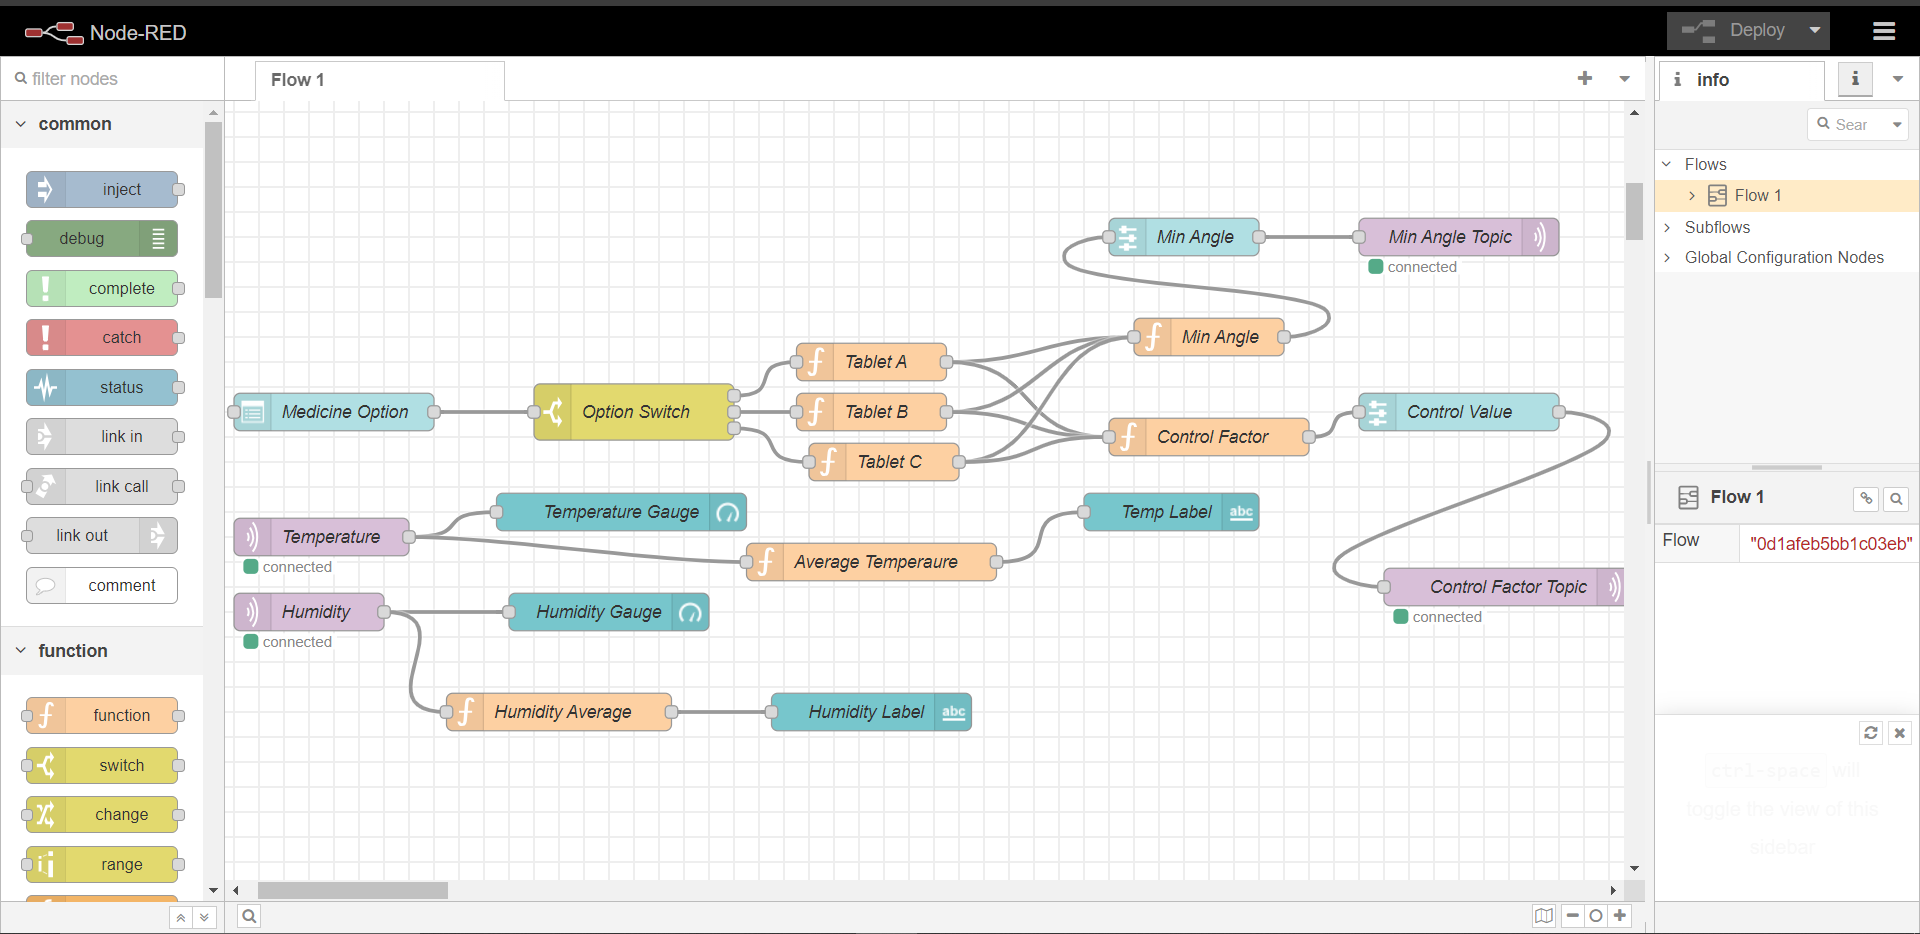 Node-RED
Deploy
filter nodes
Flow 1
info
common
Sear
inject
Flows
Flow 1
debug
Subflows
Min Angle
Min Angle Topic
Global Configuration Nodes
connected
complete
catch
Min Angle
Tablet A
status
Medicine Option
Option Switch
Tablet B
Control Value
link in
Control Factor
Tablet C
link call
Flow 1
Temperature Gauge
abc
Temp Label
link out
Temperature
Flow
"0d1afeb5bb1c03eb"
connected
Average Temperaure
comment
Control Factor Topic
Humidity
Humidity Gauge
connected
connected
function
function
Humidity Average
Humidity Label
abc
switch
ctrl-space will
toggle the view of this
sidebar
change
range